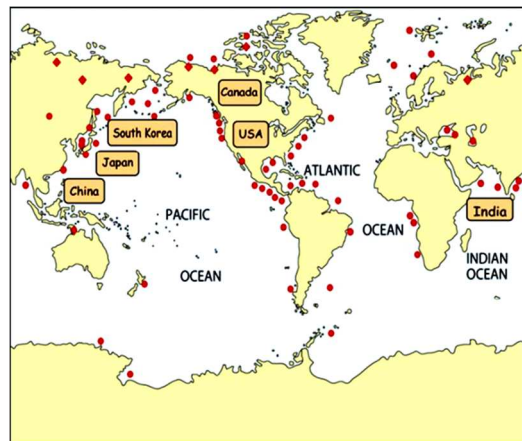 Canada
South Korea
USA
Japan
ATLANTIC
China
PACIFIC
India
OCEAN
INDIAN
OCEAN
OCEAN